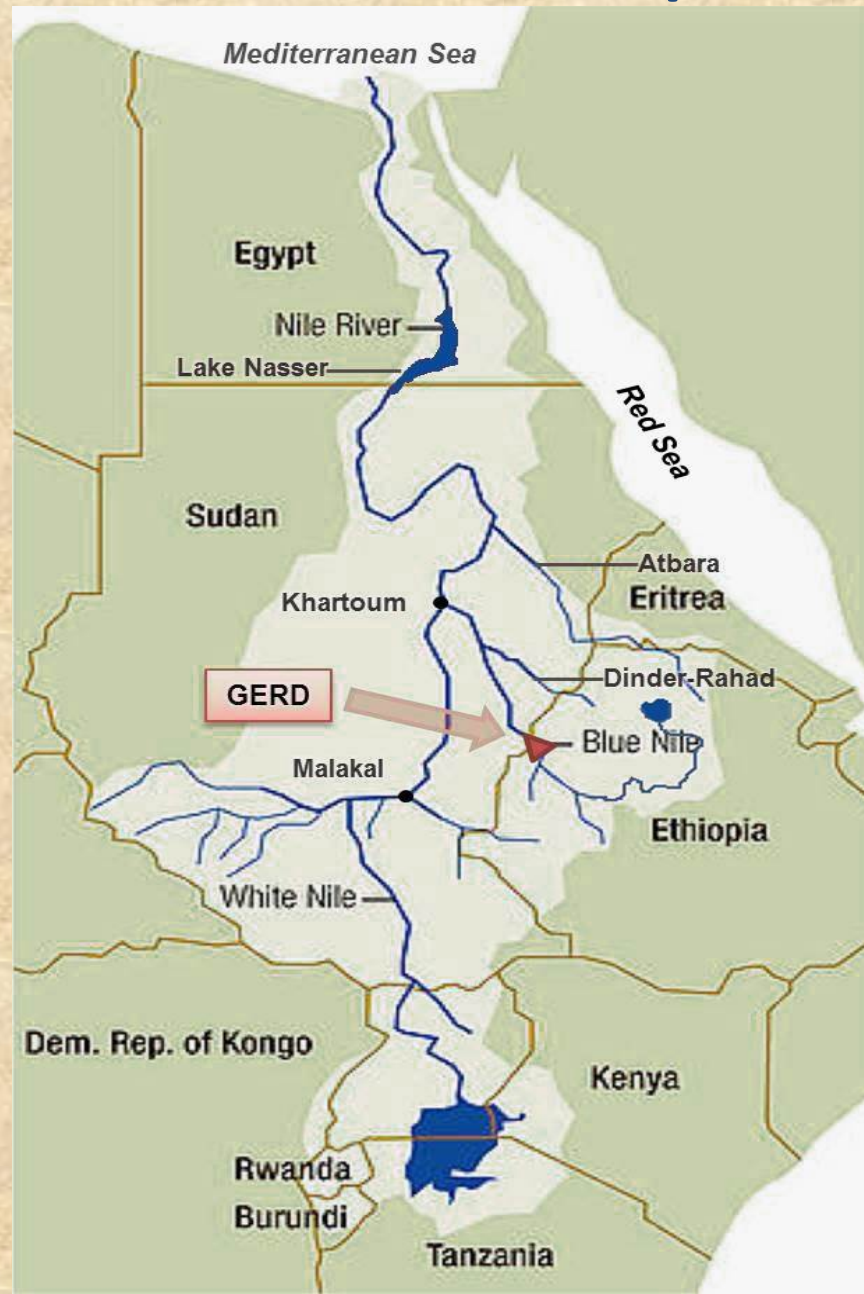 Mediterranean Sea
Egypt
Nile River
Lake Nasser
Red Sea
Sudan
Atbara
Khartoum
Eritrea
Dinder-Rahad
GERD
Blue Nile
Malakal
Ethiopia
White Nile
Dem. Rep. of Kongo
Kenya
Rwanda
Burundi
Tanzania